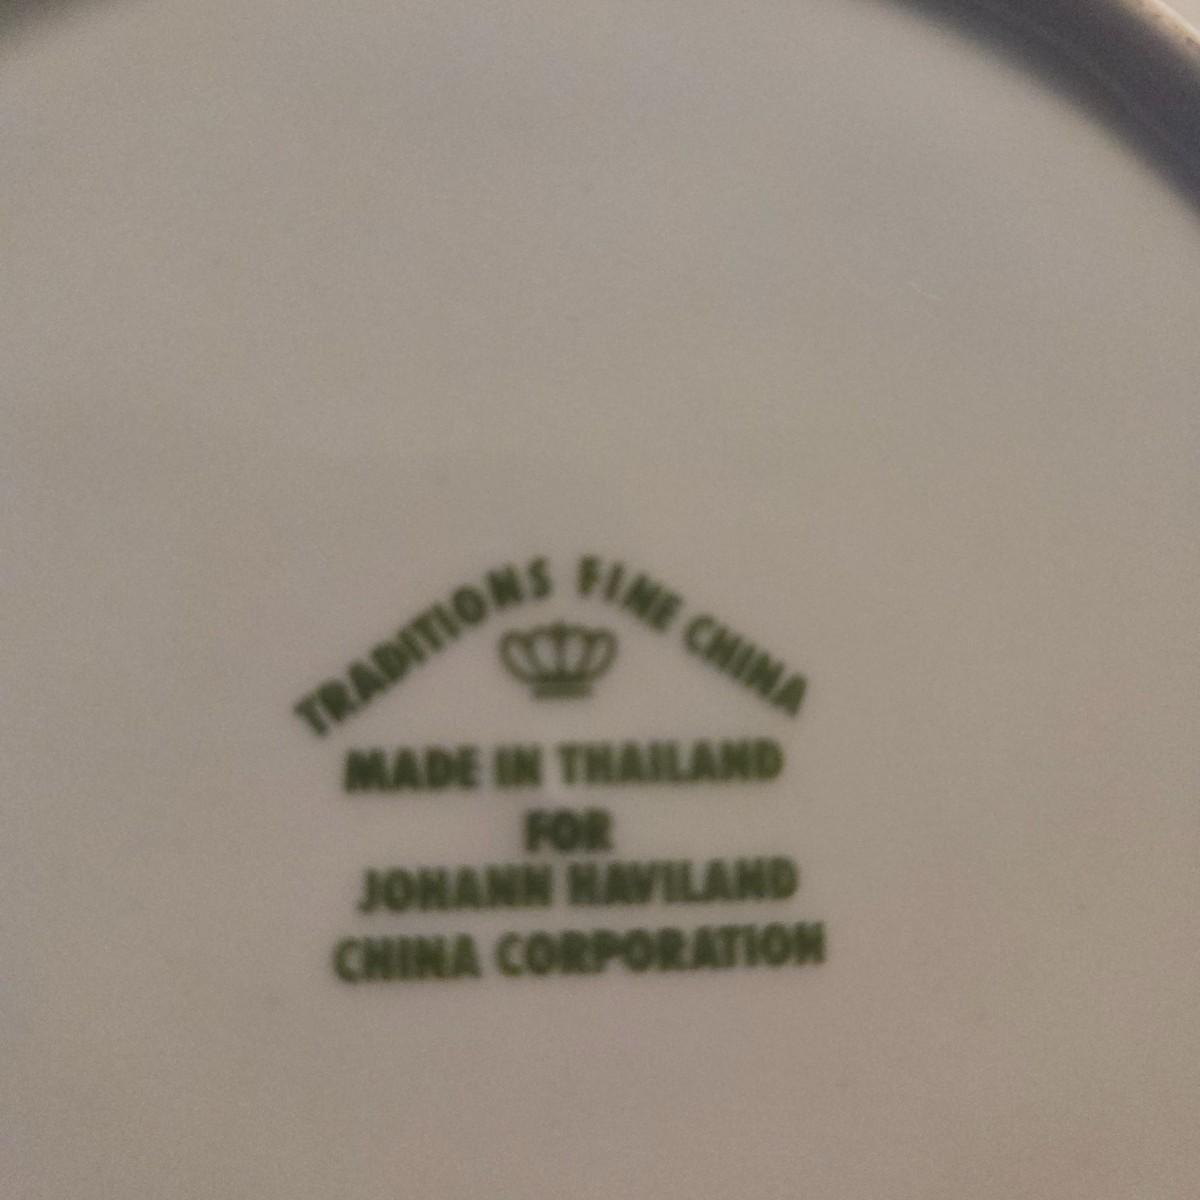 TRADITIONS FINE CHINA
MADE IN THAILAND
FOR
JOHANN HAVILAND
CHINA CORPORATION